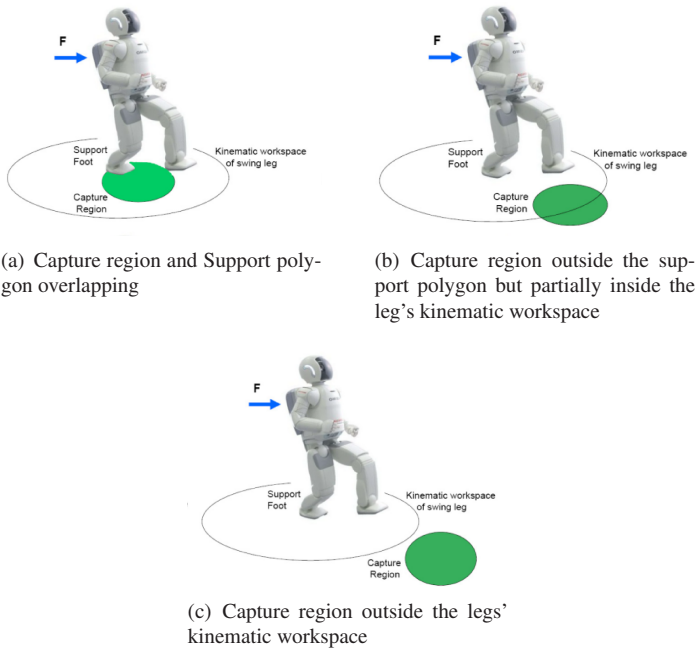 F
Support
Foot
Kinematic workspace
of swing leg
Capture
Region
(a) Capture region and Support poly-
gon overlapping
F
Support
Foot
Kinematic workspace
of swing leg
Capture
Region
(b) Capture region outside the sup-
port polygon but partially inside the
leg's kinematic workspace
F
Support
Foot
Kinematic workspace
of swing leg
Capture
Region
(c) Capture region outside the legs'
kinematic workspace